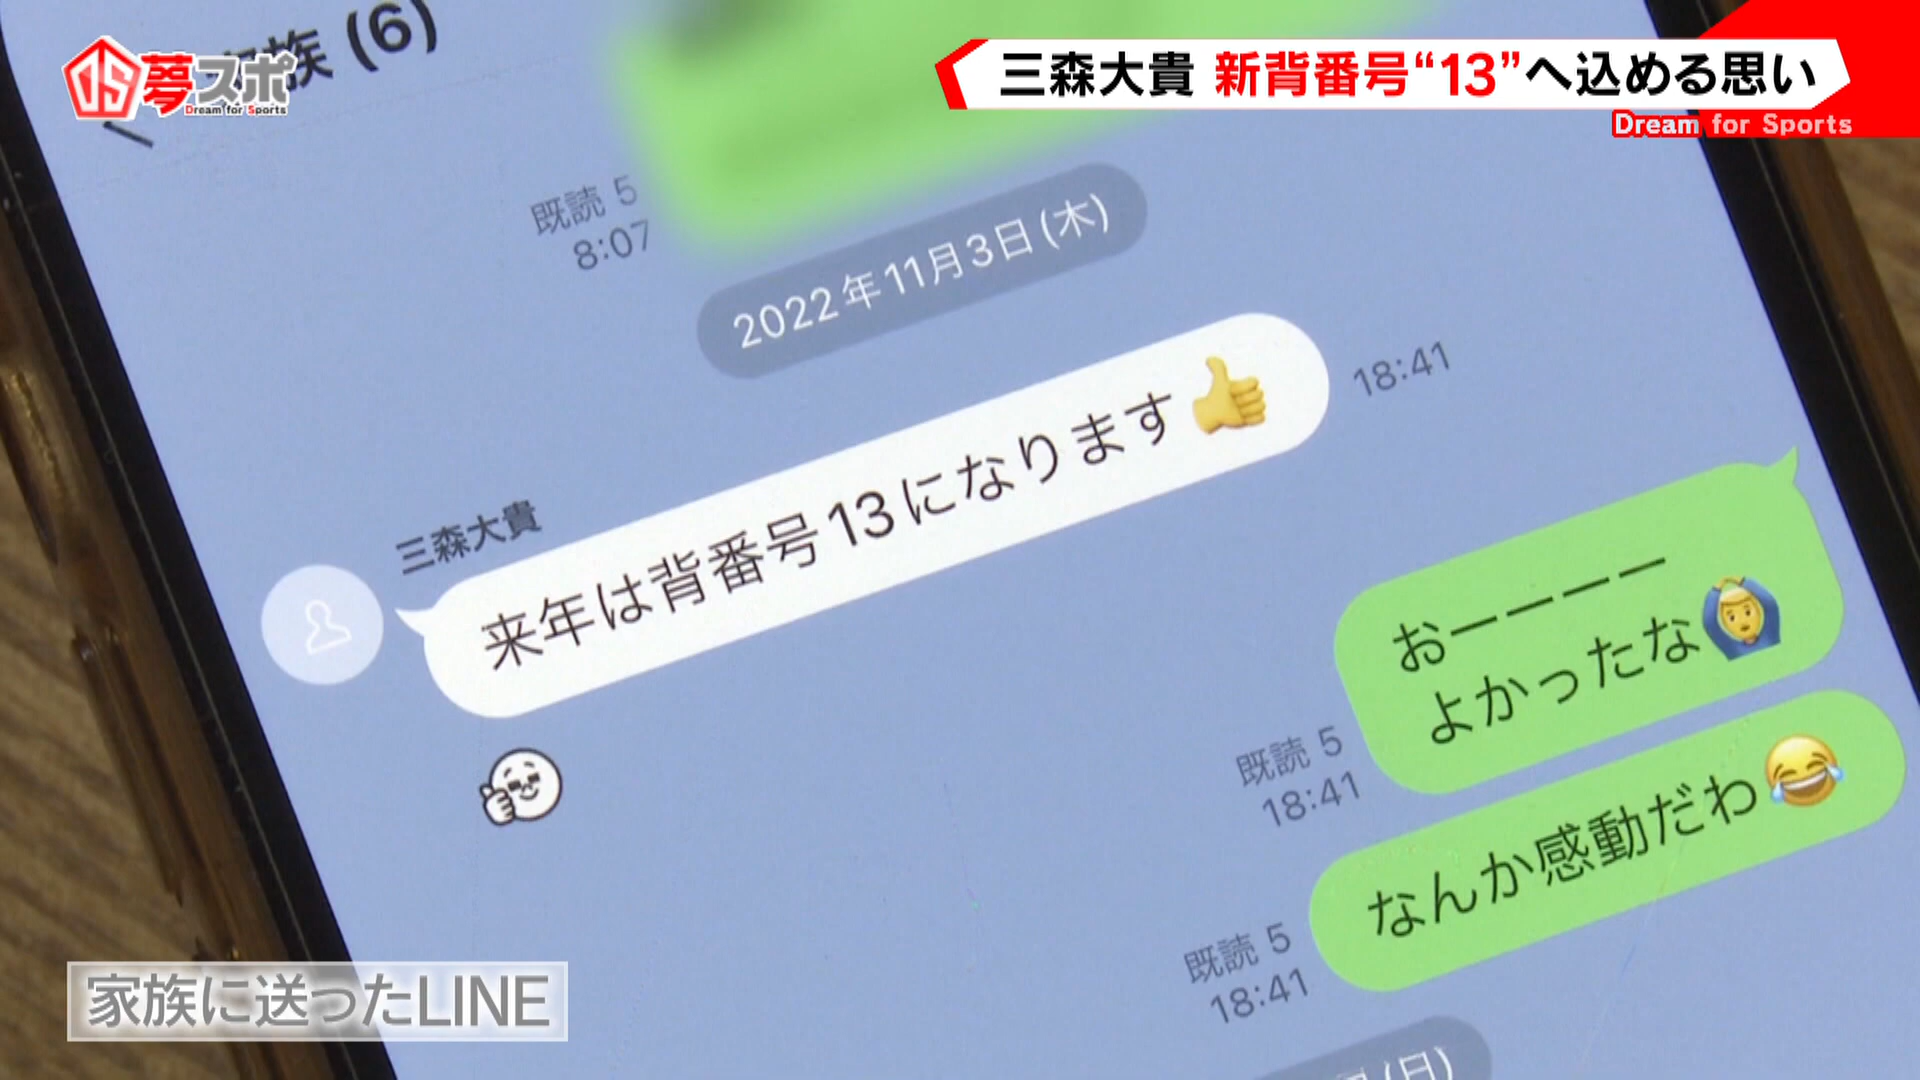 族 (6)
夢スポ
Dream for Sports
三森大貴 新背番号“13”へ込める思い
Dream for Sports
既読 5
8:07
2022年11月3日(木)
三森大貴
来年は背番号13になります👍
18:41
おーーーー
よかったな🙆
既読 5
18:41
なんか感動だわ😂
既読 5
18:41
(日)
家族に送ったLINE